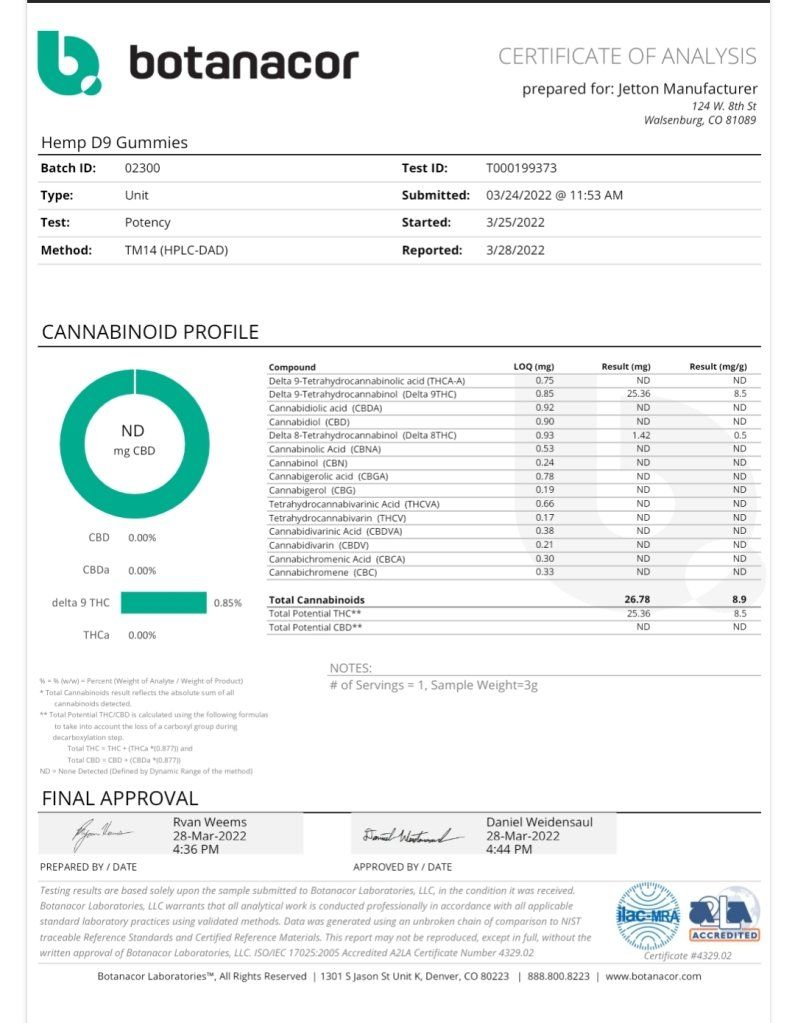 botanacor
CERTIFICATE OF ANALYSIS
prepared for: Jetton Manufacturer
124 W. 8th St
Walsenburg, CO 81089
Hemp D9 Gummies
Batch ID: 02300 Test ID: T000199373
Type: Unit Submitted: 03/24/2022 @ 11:53 AM
Test: Potency Started: 3/25/2022
Method: TM14 (HPLC-DAD) Reported: 3/28/2022
CANNABINOID PROFILE
ND
mg CBD
CBD 0.00%
CBDa 0.00%
delta 9 THC 0.85%
THCa 0.00%
Compound LOQ (mg) Result (mg) Result (mg/g)
Delta 9-Tetrahydrocannabinolic acid (THCA-A) 0.75 ND ND
Delta 9-Tetrahydrocannabinol (Delta 9THC) 0.85 25.36 8.5
Cannabidiolic acid (CBDA) 0.92 ND ND
Cannabidiol (CBD) 0.90 ND ND
Delta 8-Tetrahydrocannabinol (Delta 8THC) 0.93 1.42 0.5
Cannabinolic Acid (CBNA) 0.53 ND ND
Cannabinol (CBN) 0.24 ND ND
Cannabigerolic acid (CBGA) 0.78 ND ND
Cannabigerol (CBG) 0.19 ND ND
Tetrahydrocannabivarinic Acid (THCVA) 0.66 ND ND
Tetrahydrocannabivarin (THCV) 0.17 ND ND
Cannabidivarinic Acid (CBDVA) 0.38 ND ND
Cannabidivarin (CBDV) 0.21 ND ND
Cannabichromenic Acid (CBCA) 0.30 ND ND
Cannabichromene (CBC) 0.33 ND ND
Total Cannabinoids 26.78 8.9
Total Potential THC** 25.36 8.5
Total Potential CBD** ND ND
NOTES:
# of Servings = 1, Sample Weight=3g
% = % (w/w) = Percent (Weight of Analyte / Weight of Product)
* Total Cannabinoids result reflects the absolute sum of all
cannabinoids detected.
** Total Potential THC/CBD is calculated using the following formulas
to take into account the loss of a carboxyl group during
decarboxylation step.
Total THC = THC + (THCa *(0.877)) and
Total CBD = CBD + (CBDa *(0.877))
ND = None Detected (Defined by Dynamic Range of the method)
FINAL APPROVAL
Ryan Weems
28-Mar-2022
4:36 PM
PREPARED BY / DATE
Daniel Weidensaul
28-Mar-2022
4:44 PM
APPROVED BY / DATE
Testing results are based solely upon the sample submitted to Botanacor Laboratories, LLC, in the condition it was received.
Botanacor Laboratories, LLC warrants that all analytical work is conducted professionally in accordance with all applicable
standard laboratory practices using validated methods. Data was generated using an unbroken chain of comparison to NIST
traceable Reference Standards and Certified Reference Materials. This report may not be reproduced, except in full, without the
written approval of Botanacor Laboratories, LLC. ISO/IEC 17025:2005 Accredited A2LA Certificate Number 4329.02
ilac-MRA
A2LA
ACCREDITED
Certificate #4329.02
Botanacor Laboratories™, All Rights Reserved | 1301 S Jason St Unit K, Denver, CO 80223 | 888.800.8223 | www.botanacor.com